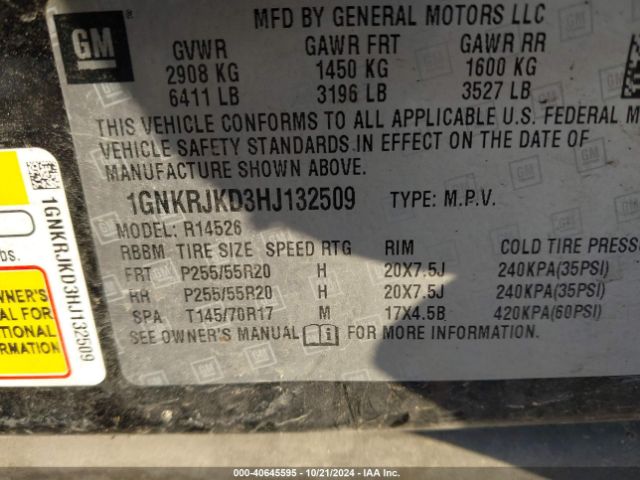 GM
MFD BY GENERAL MOTORS LLC
GVWR GAWR FRT GAWR RR
2908 KG 1450 KG 1600 KG
6411 LB 3196 LB 3527 LB
THIS VEHICLE CONFORMS TO ALL APPLICABLE U.S. FEDERAL M
VEHICLE SAFETY STANDARDS IN EFFECT ON THE DATE OF
MANUFACTURE SHOWN ABOVE.
1GNKRJKD3HJ132509 TYPE: M.P.V.
MODEL: R14526
RBBM TIRE SIZE SPEED RTG RIM COLD TIRE PRESS
FRT P255/55R20 H 20X7.5J 240KPA(35PSI)
RR P255/55R20 H 20X7.5J 240KPA(35PSI)
SPA T145/70R17 M 17X4.5B 420KPA(60PSI)
SEE OWNER'S MANUAL FOR MORE INFORMATION.
1GNKRJKD3HJ132509
bs.
WNER'S
AL FOR
TIONAL
RMATION
000-40645595 - 10/21/2024 - IAA Inc.